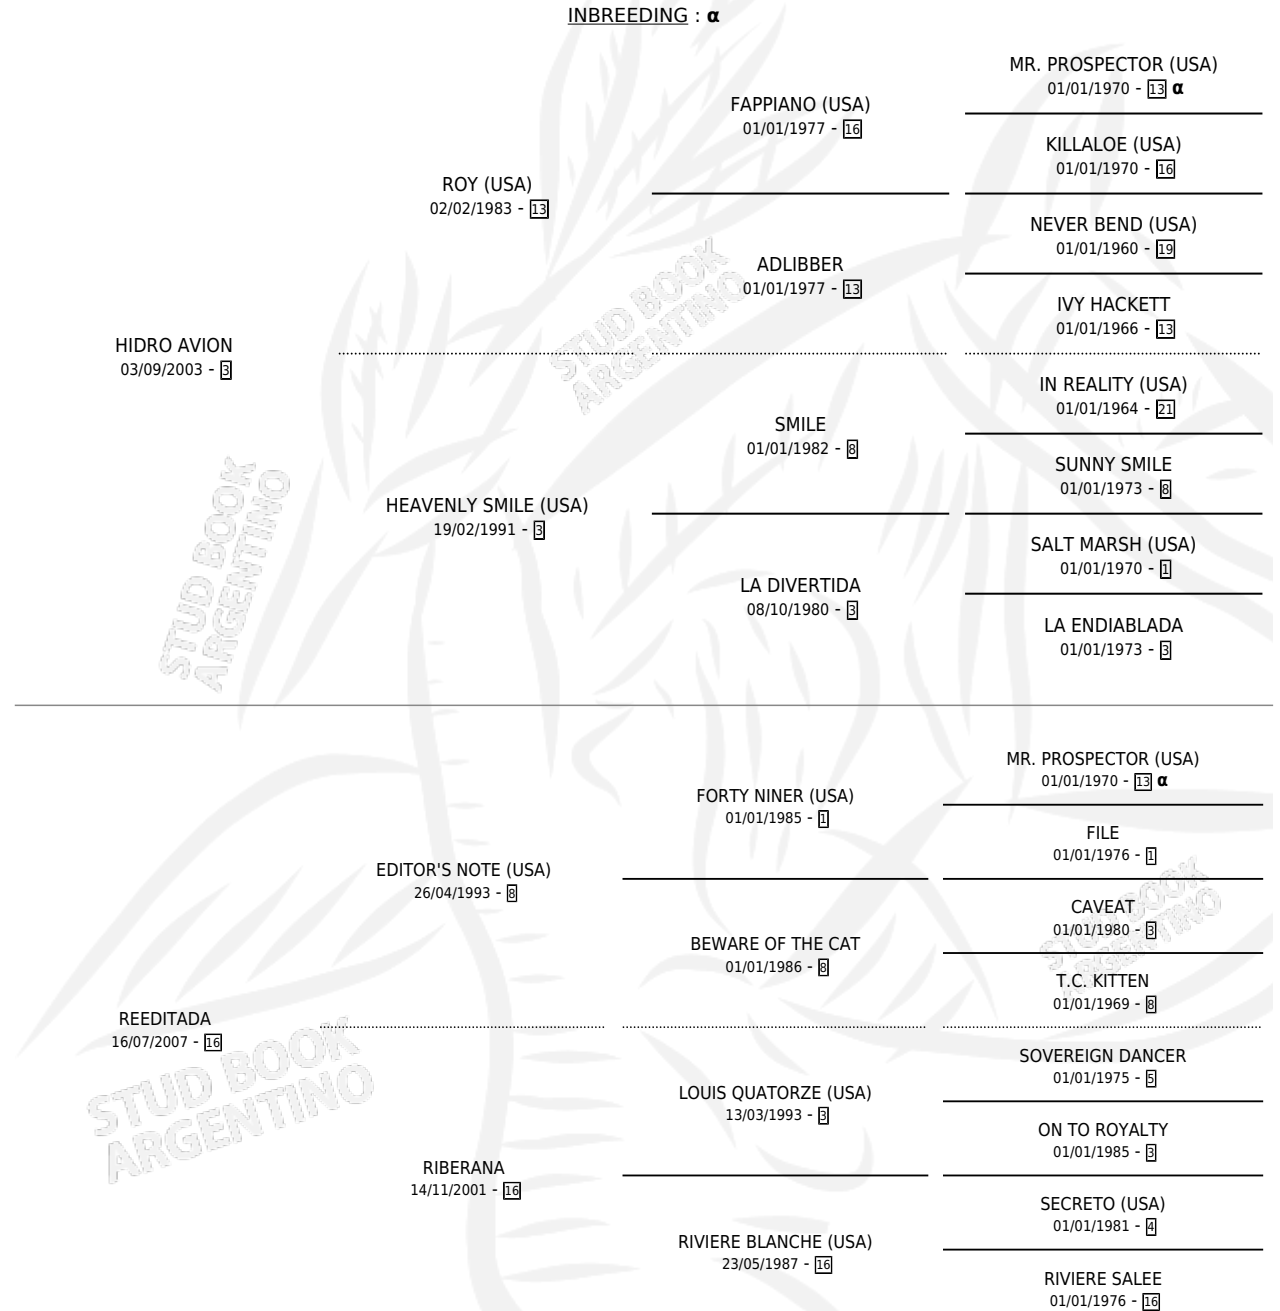 INBREEDING : α
MR. PROSPECTOR (USA)
01/01/1970 - 13 α
FAPPIANO (USA)
01/01/1977 - 16
KILLALOE (USA)
01/01/1970 - 16
ROY (USA)
02/02/1983 - 13
NEVER BEND (USA)
01/01/1960 - 19
ADLIBBER
01/01/1977 - 13
IVY HACKETT
01/01/1966 - 13
HIDRO AVION
03/09/2003 - 3
IN REALITY (USA)
01/01/1964 - 21
SMILE
01/01/1982 - 8
SUNNY SMILE
01/01/1973 - 8
HEAVENLY SMILE (USA)
19/02/1991 - 3
SALT MARSH (USA)
01/01/1970 - 1
LA DIVERTIDA
08/10/1980 - 3
LA ENDIABLADA
01/01/1973 - 3
MR. PROSPECTOR (USA)
01/01/1970 - 13 α
FORTY NINER (USA)
01/01/1985 - 1
FILE
01/01/1976 - 1
EDITOR'S NOTE (USA)
26/04/1993 - 8
CAVEAT
01/01/1980 - 3
BEWARE OF THE CAT
01/01/1986 - 8
T.C. KITTEN
01/01/1969 - 8
REEDITADA
16/07/2007 - 16
SOVEREIGN DANCER
01/01/1975 - 5
LOUIS QUATORZE (USA)
13/03/1993 - 3
ON TO ROYALTY
01/01/1985 - 3
RIBERANA
14/11/2001 - 16
SECRETO (USA)
01/01/1981 - 4
RIVIERE BLANCHE (USA)
23/05/1987 - 16
RIVIERE SALEE
01/01/1976 - 16
STUD BOOK
ARGENTINO
STUD BOOK
ARGENTINO
STUD BOOK
ARGENTINO
STUD BOOK
ARGENTINO